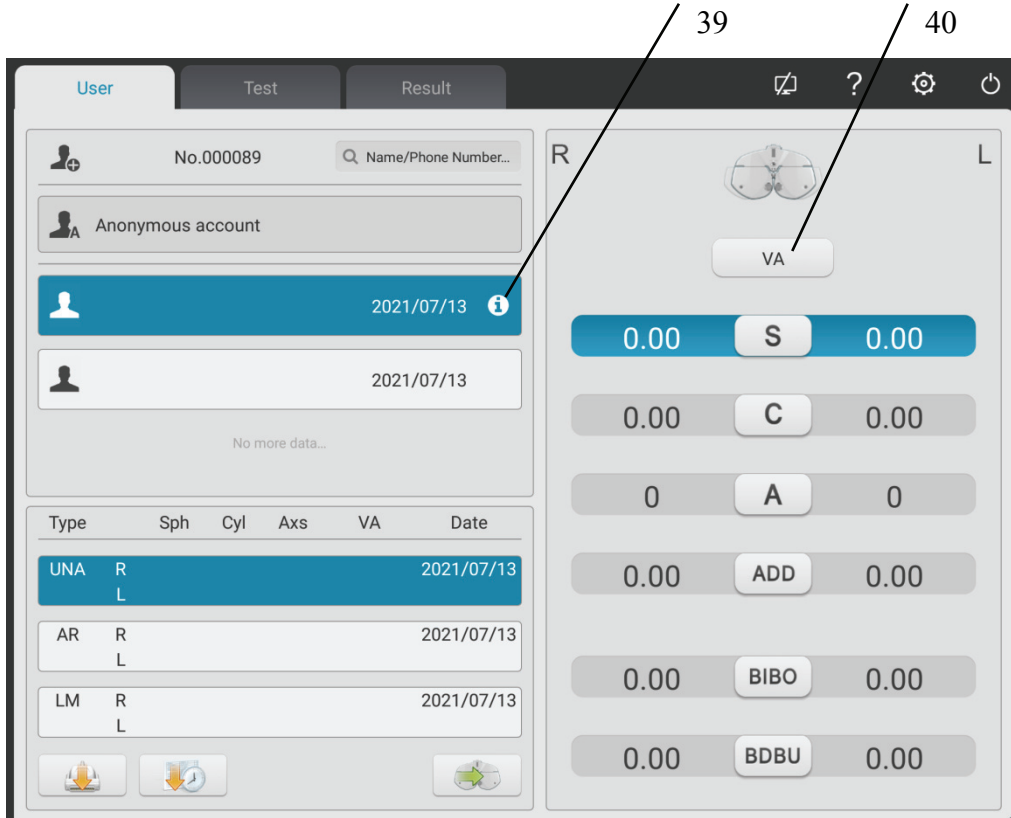 39 40
User Test Result ?
No.000089 Name/Phone Number...
Anonymous account
2021/07/13
2021/07/13
No more data...
Type Sph Cyl Axs VA Date
UNA R 2021/07/13
L
AR R 2021/07/13
L
LM R 2021/07/13
L
R L
VA
0.00 S 0.00
0.00 C 0.00
0 A 0
0.00 ADD 0.00
0.00 BIBO 0.00
0.00 BDBU 0.00